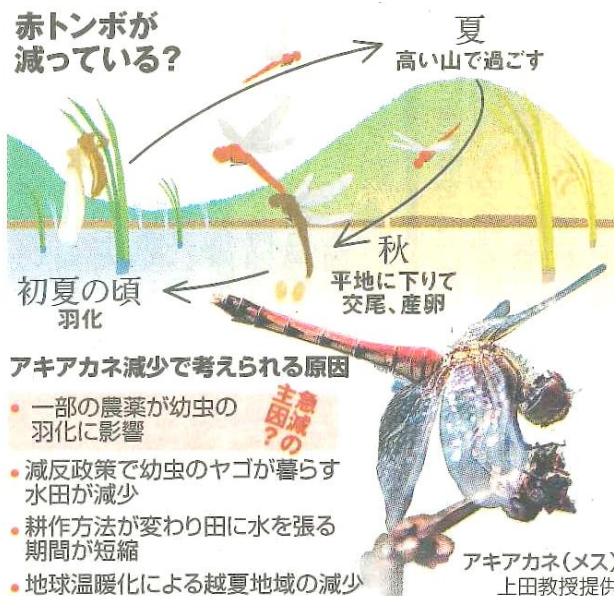 赤トンボが
減っている?
夏
高い山で過ごす
秋
平地に下りて
交尾、産卵
初夏の頃
羽化
アキアカネ減少で考えられる原因
• 一部の農薬が幼虫の
羽化に影響
急減の
主因?
• 減反政策で幼虫のヤゴが暮らす
水田が減少
• 耕作方法が変わり田に水を張る
期間が短縮
• 地球温暖化による越夏地域の減少
アキアカネ(メス)
上田教授提供